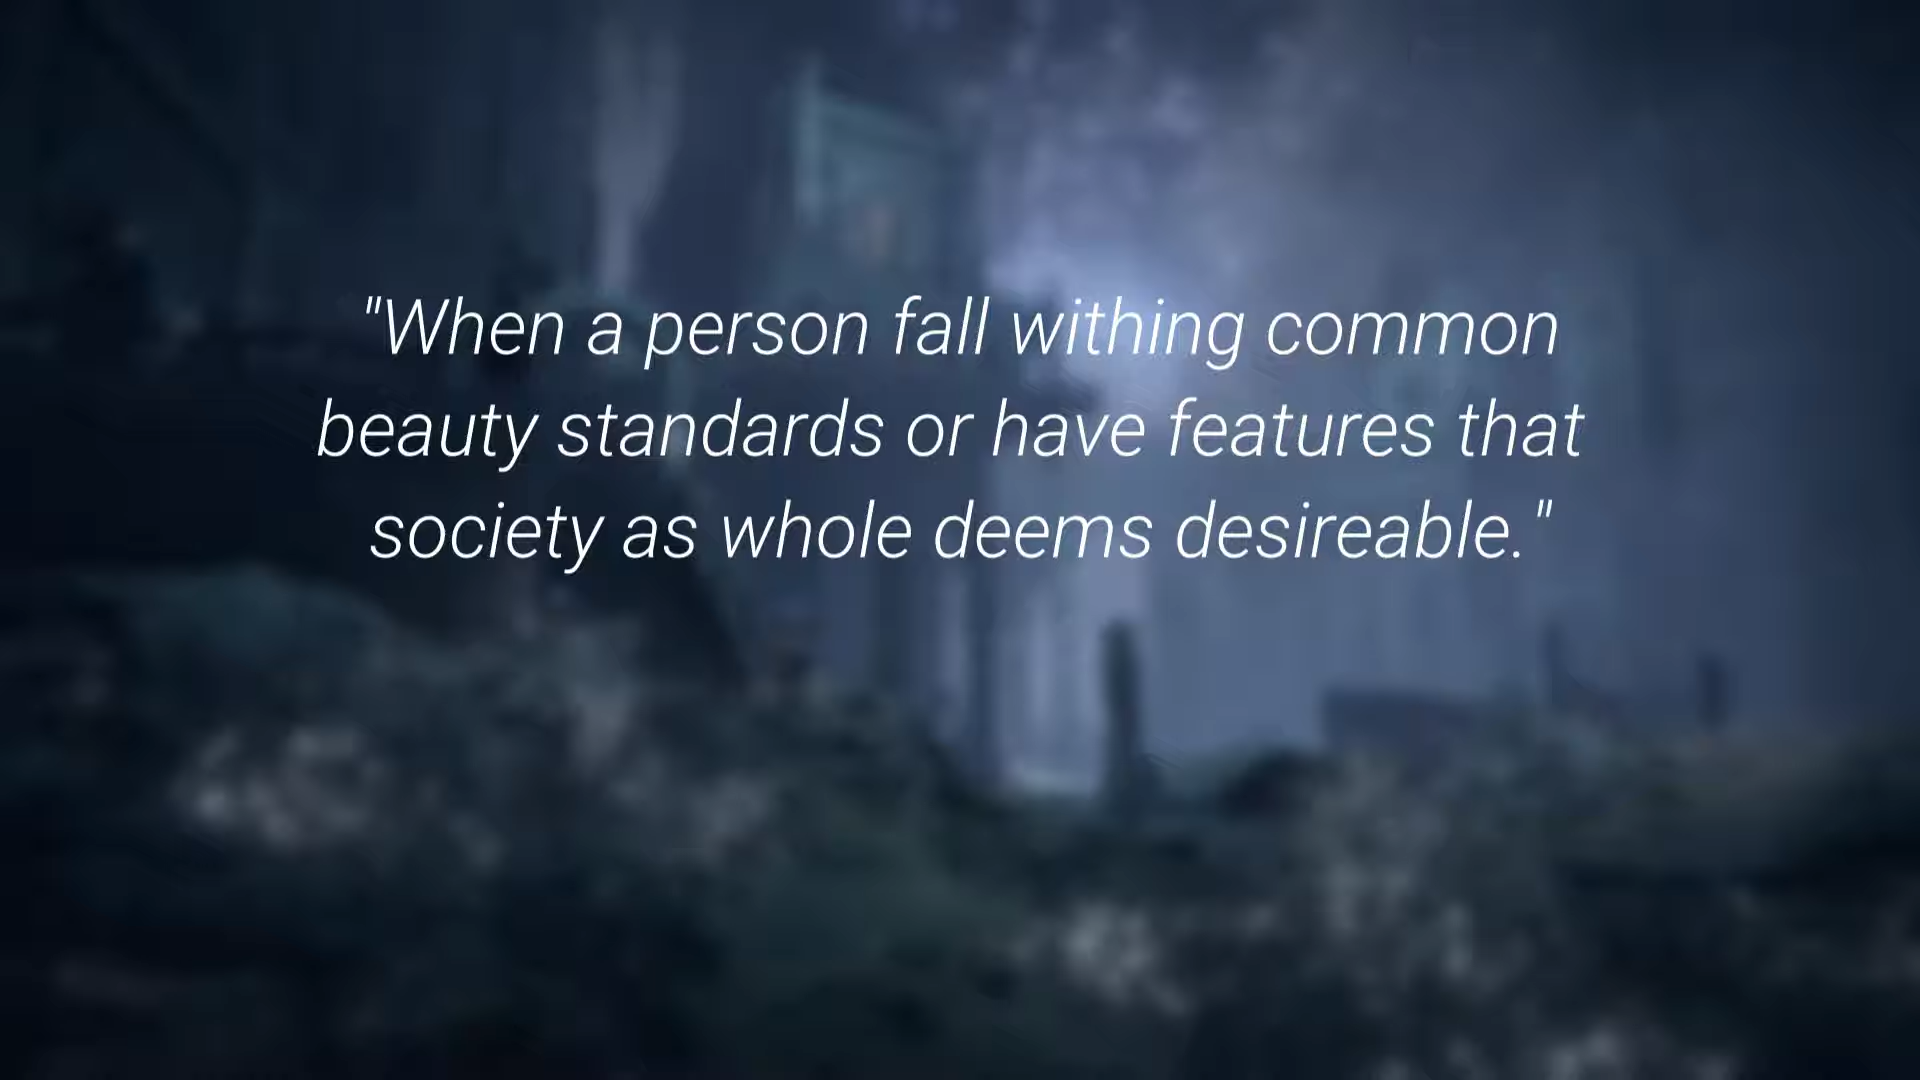 "When a person fall withing common
beauty standards or have features that
society as whole deems desireable."